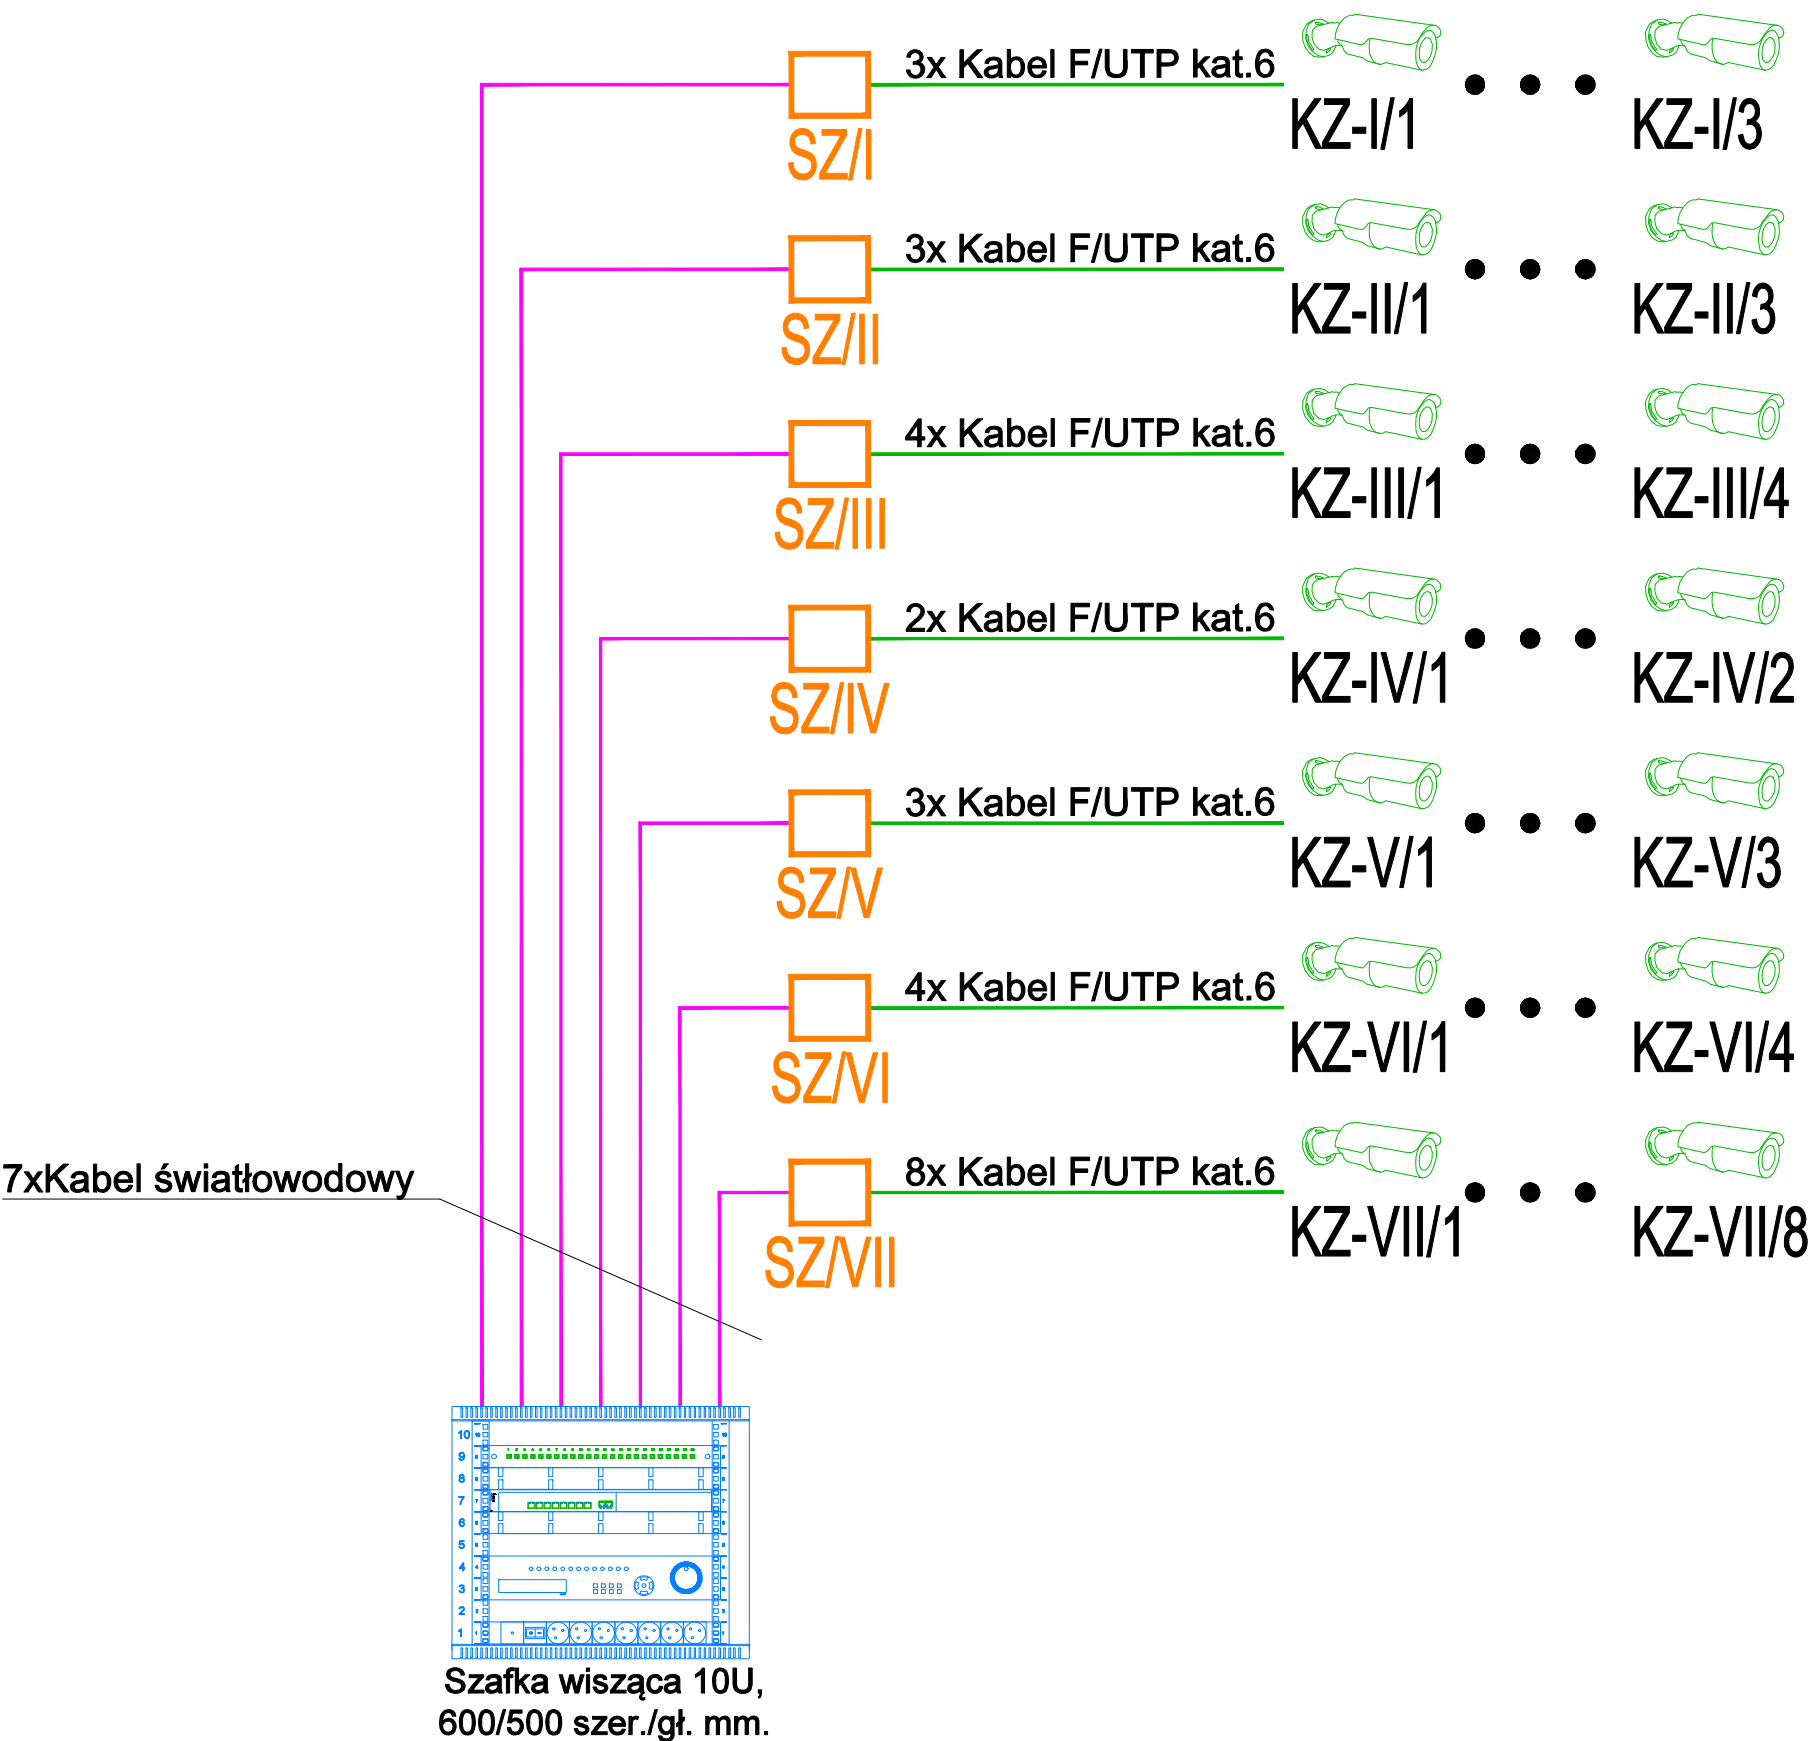 3x Kabel F/UTP kat.6
SZ/I
KZ-I/1
KZ-I/3
3x Kabel F/UTP kat.6
SZ/II
KZ-II/1
KZ-II/3
4x Kabel F/UTP kat.6
SZ/III
KZ-III/1
KZ-III/4
2x Kabel F/UTP kat.6
SZ/IV
KZ-IV/1
KZ-IV/2
3x Kabel F/UTP kat.6
SZ/V
KZ-V/1
KZ-V/3
4x Kabel F/UTP kat.6
SZ/VI
KZ-VI/1
KZ-VI/4
7xKabel światłowodowy
8x Kabel F/UTP kat.6
SZ/VII
KZ-VII/1
KZ-VII/8
10
9
8
7
6
5
4
3
2
1
Szafka wisząca 10U,
600/500 szer./gł. mm.